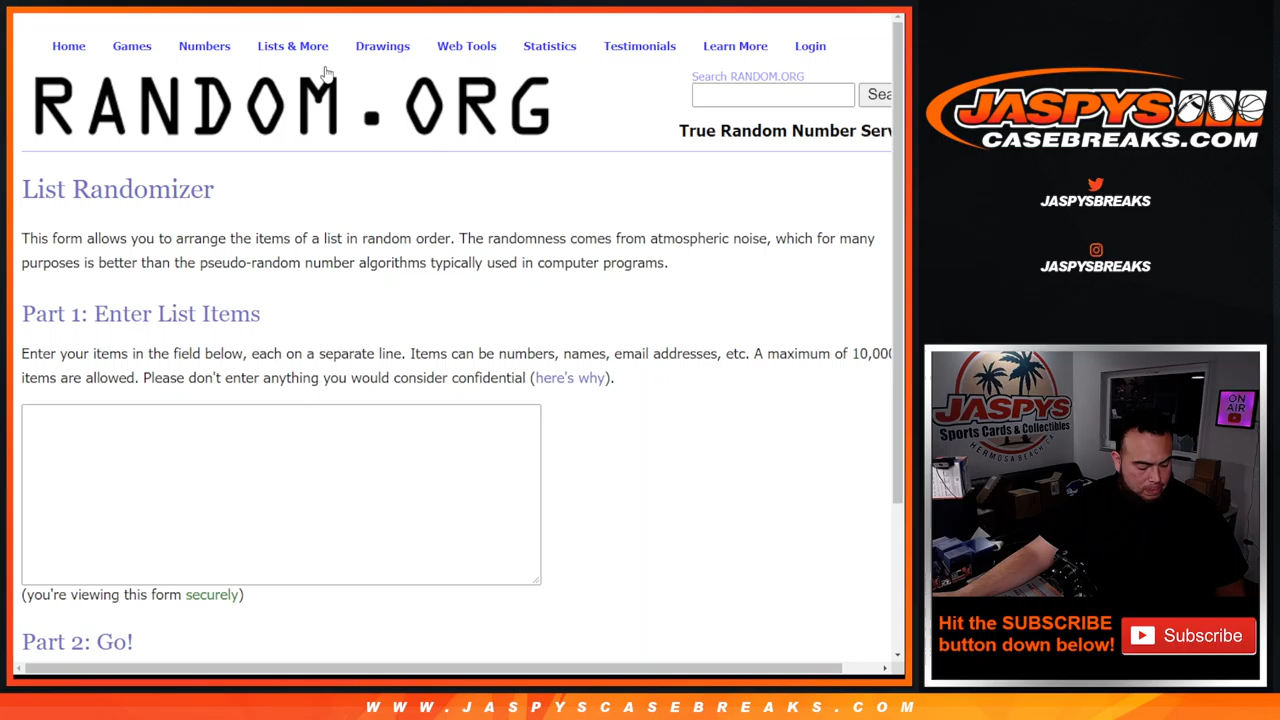 Home Games Numbers Lists & More Drawings Web Tools Statistics Testimonials Learn More Login
RANDOM.ORG
Search RANDOM.ORG
Sea
True Random Number Serv
List Randomizer
This form allows you to arrange the items of a list in random order. The randomness comes from atmospheric noise, which for many
purposes is better than the pseudo-random number algorithms typically used in computer programs.
Part 1: Enter List Items
Enter your items in the field below, each on a separate line. Items can be numbers, names, email addresses, etc. A maximum of 10,000
items are allowed. Please don't enter anything you would consider confidential (here's why).
(you're viewing this form securely)
Part 2: Go!
JASPYS
CASEBREAKS.COM
JASPYSBREAKS
JASPYSBREAKS
JASPYS
Sports Cards & Collectibles
HERMOSA BEACH, CA
ON
AIR
Hit the SUBSCRIBE
button down below!
Subscribe
WWW.JASPYSCASEBREAKS.COM